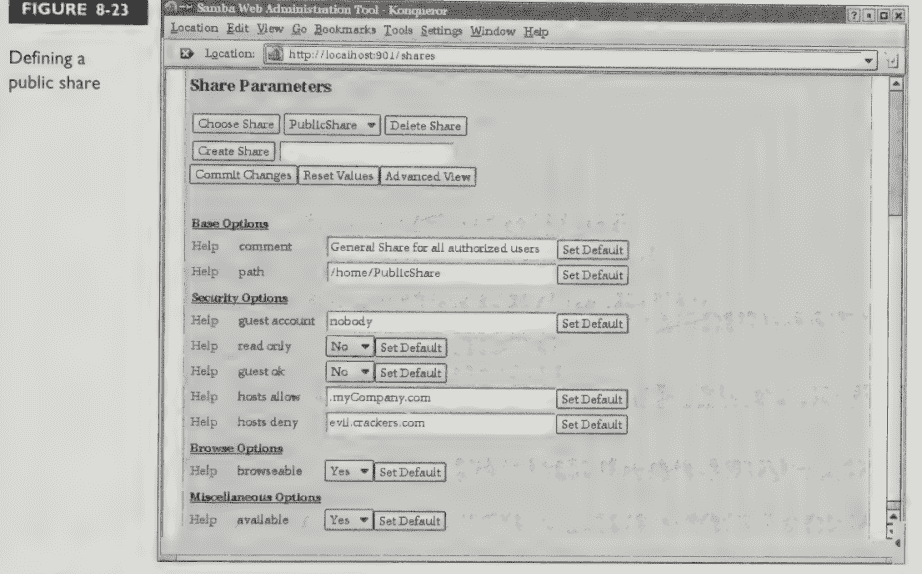 FIGURE 8-23
Defining a
public share
Samba Web Administration Tool - Konqueror
Location Edit View Go Bookmarks Tools Settings Window Help
Location: http://localhost:901/shares
Share Parameters
Choose Share PublicShare Delete Share
Create Share
Commit Changes Reset Values Advanced View
Base Options
Help comment General Share for all authorized users Set Default
Help path /home/PublicShare Set Default
Security Options
Help guest account nobody Set Default
Help read only No Set Default
Help guest ok No Set Default
Help hosts allow .myCompany.com Set Default
Help hosts deny evil.crackers.com Set Default
Browse Options
Help browseable Yes Set Default
Miscellaneous Options
Help available Yes Set Default